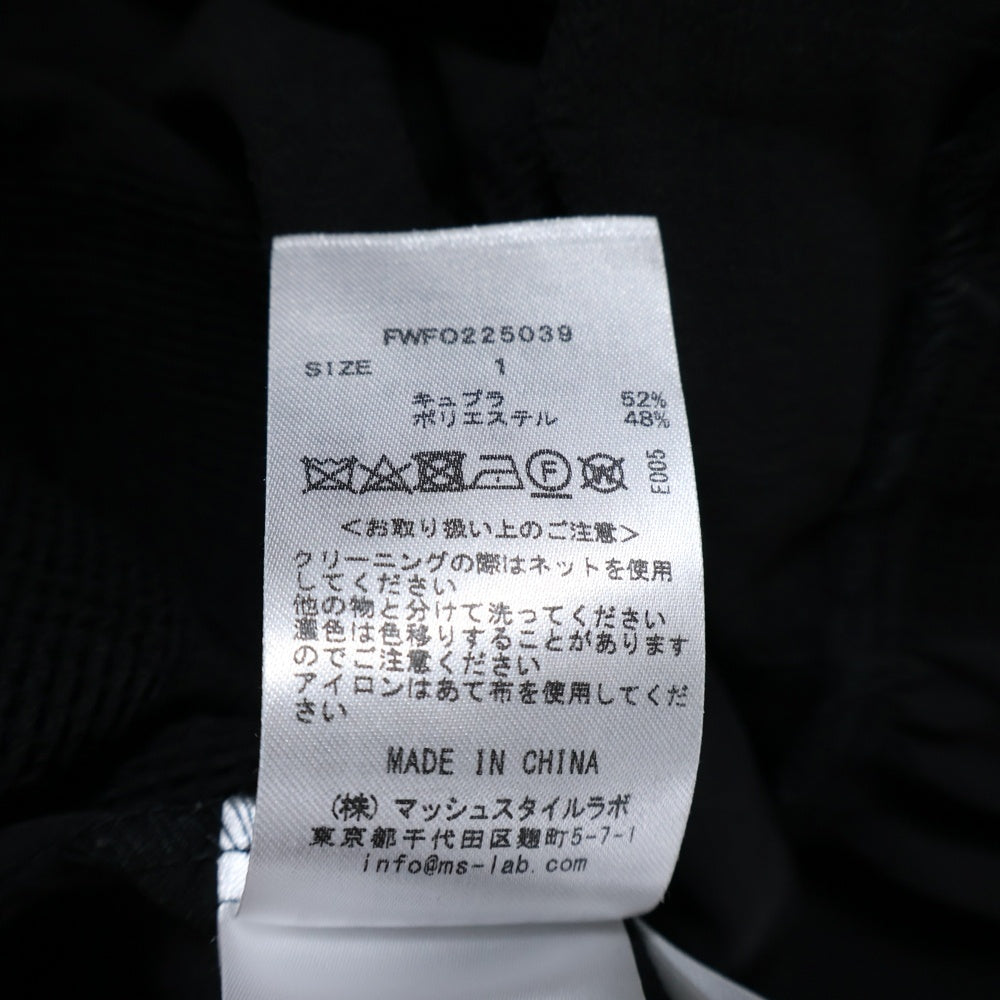 FWFO225039
SIZE 1
キュプラ 52%
ポリエステル 48%
F W E005
<お取り扱い上のご注意>
クリーニングの際はネットを使用
してください
他の物と分けて洗ってください
濃色は色移りすることがあります
のでご注意ください
アイロンはあて布を使用してくだ
さい
MADE IN CHINA
(株)マッシュスタイルラボ
東京都千代田区麹町5-7-1
info@ms-lab.com